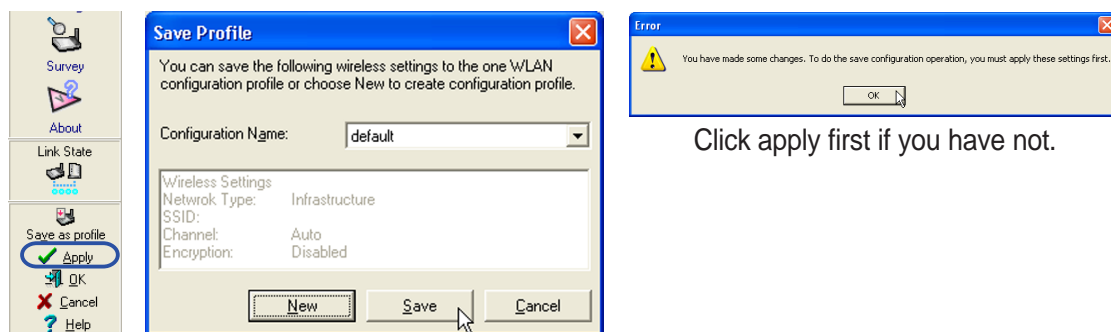 Survey
About
Link State
Save as profile
Apply
OK
Cancel
Help
Save Profile
You can save the following wireless settings to the one WLAN
configuration profile or choose New to create configuration profile.
Configuration Name:
default
Wireless Settings
Netwrok Type: Infrastructure
SSID:
Channel: Auto
Encryption: Disabled
New Save Cancel
Error
You have made some changes. To do the save configuration operation, you must apply these settings first.
OK
Click apply first if you have not.